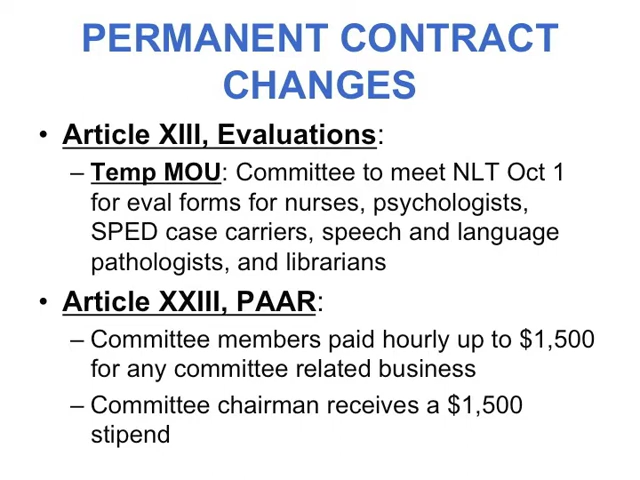 PERMANENT CONTRACT
CHANGES
• Article XIII, Evaluations:
– Temp MOU: Committee to meet NLT Oct 1
for eval forms for nurses, psychologists,
SPED case carriers, speech and language
pathologists, and librarians
• Article XXIII, PAAR:
– Committee members paid hourly up to $1,500
for any committee related business
– Committee chairman receives a $1,500
stipend